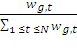 w_{g,t}
∑_{1 ≤ t ≤ N} w_{g,t}